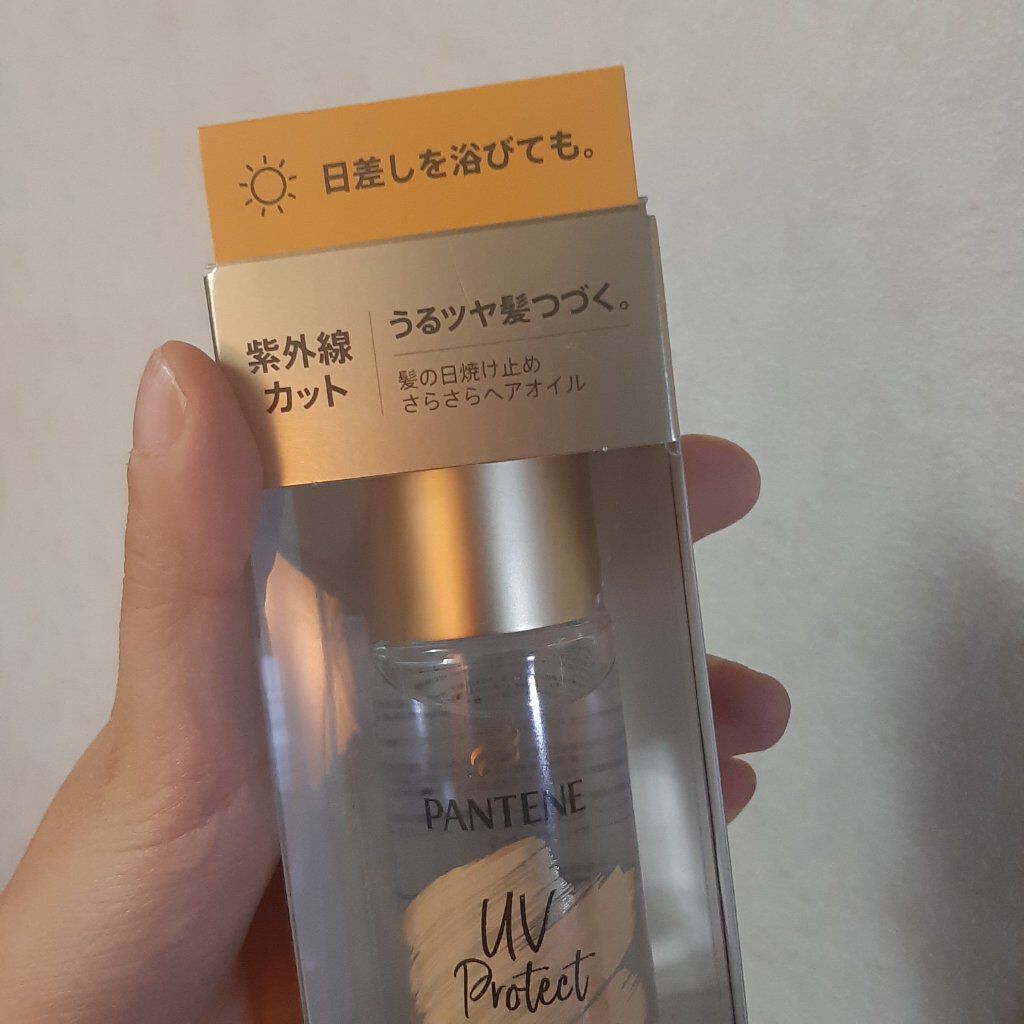 日差しを浴びても。
紫外線
カット
うるツヤ髪つづく。
髪の日焼け止め
さらさらヘアオイル
PANTENE
UV
Protect